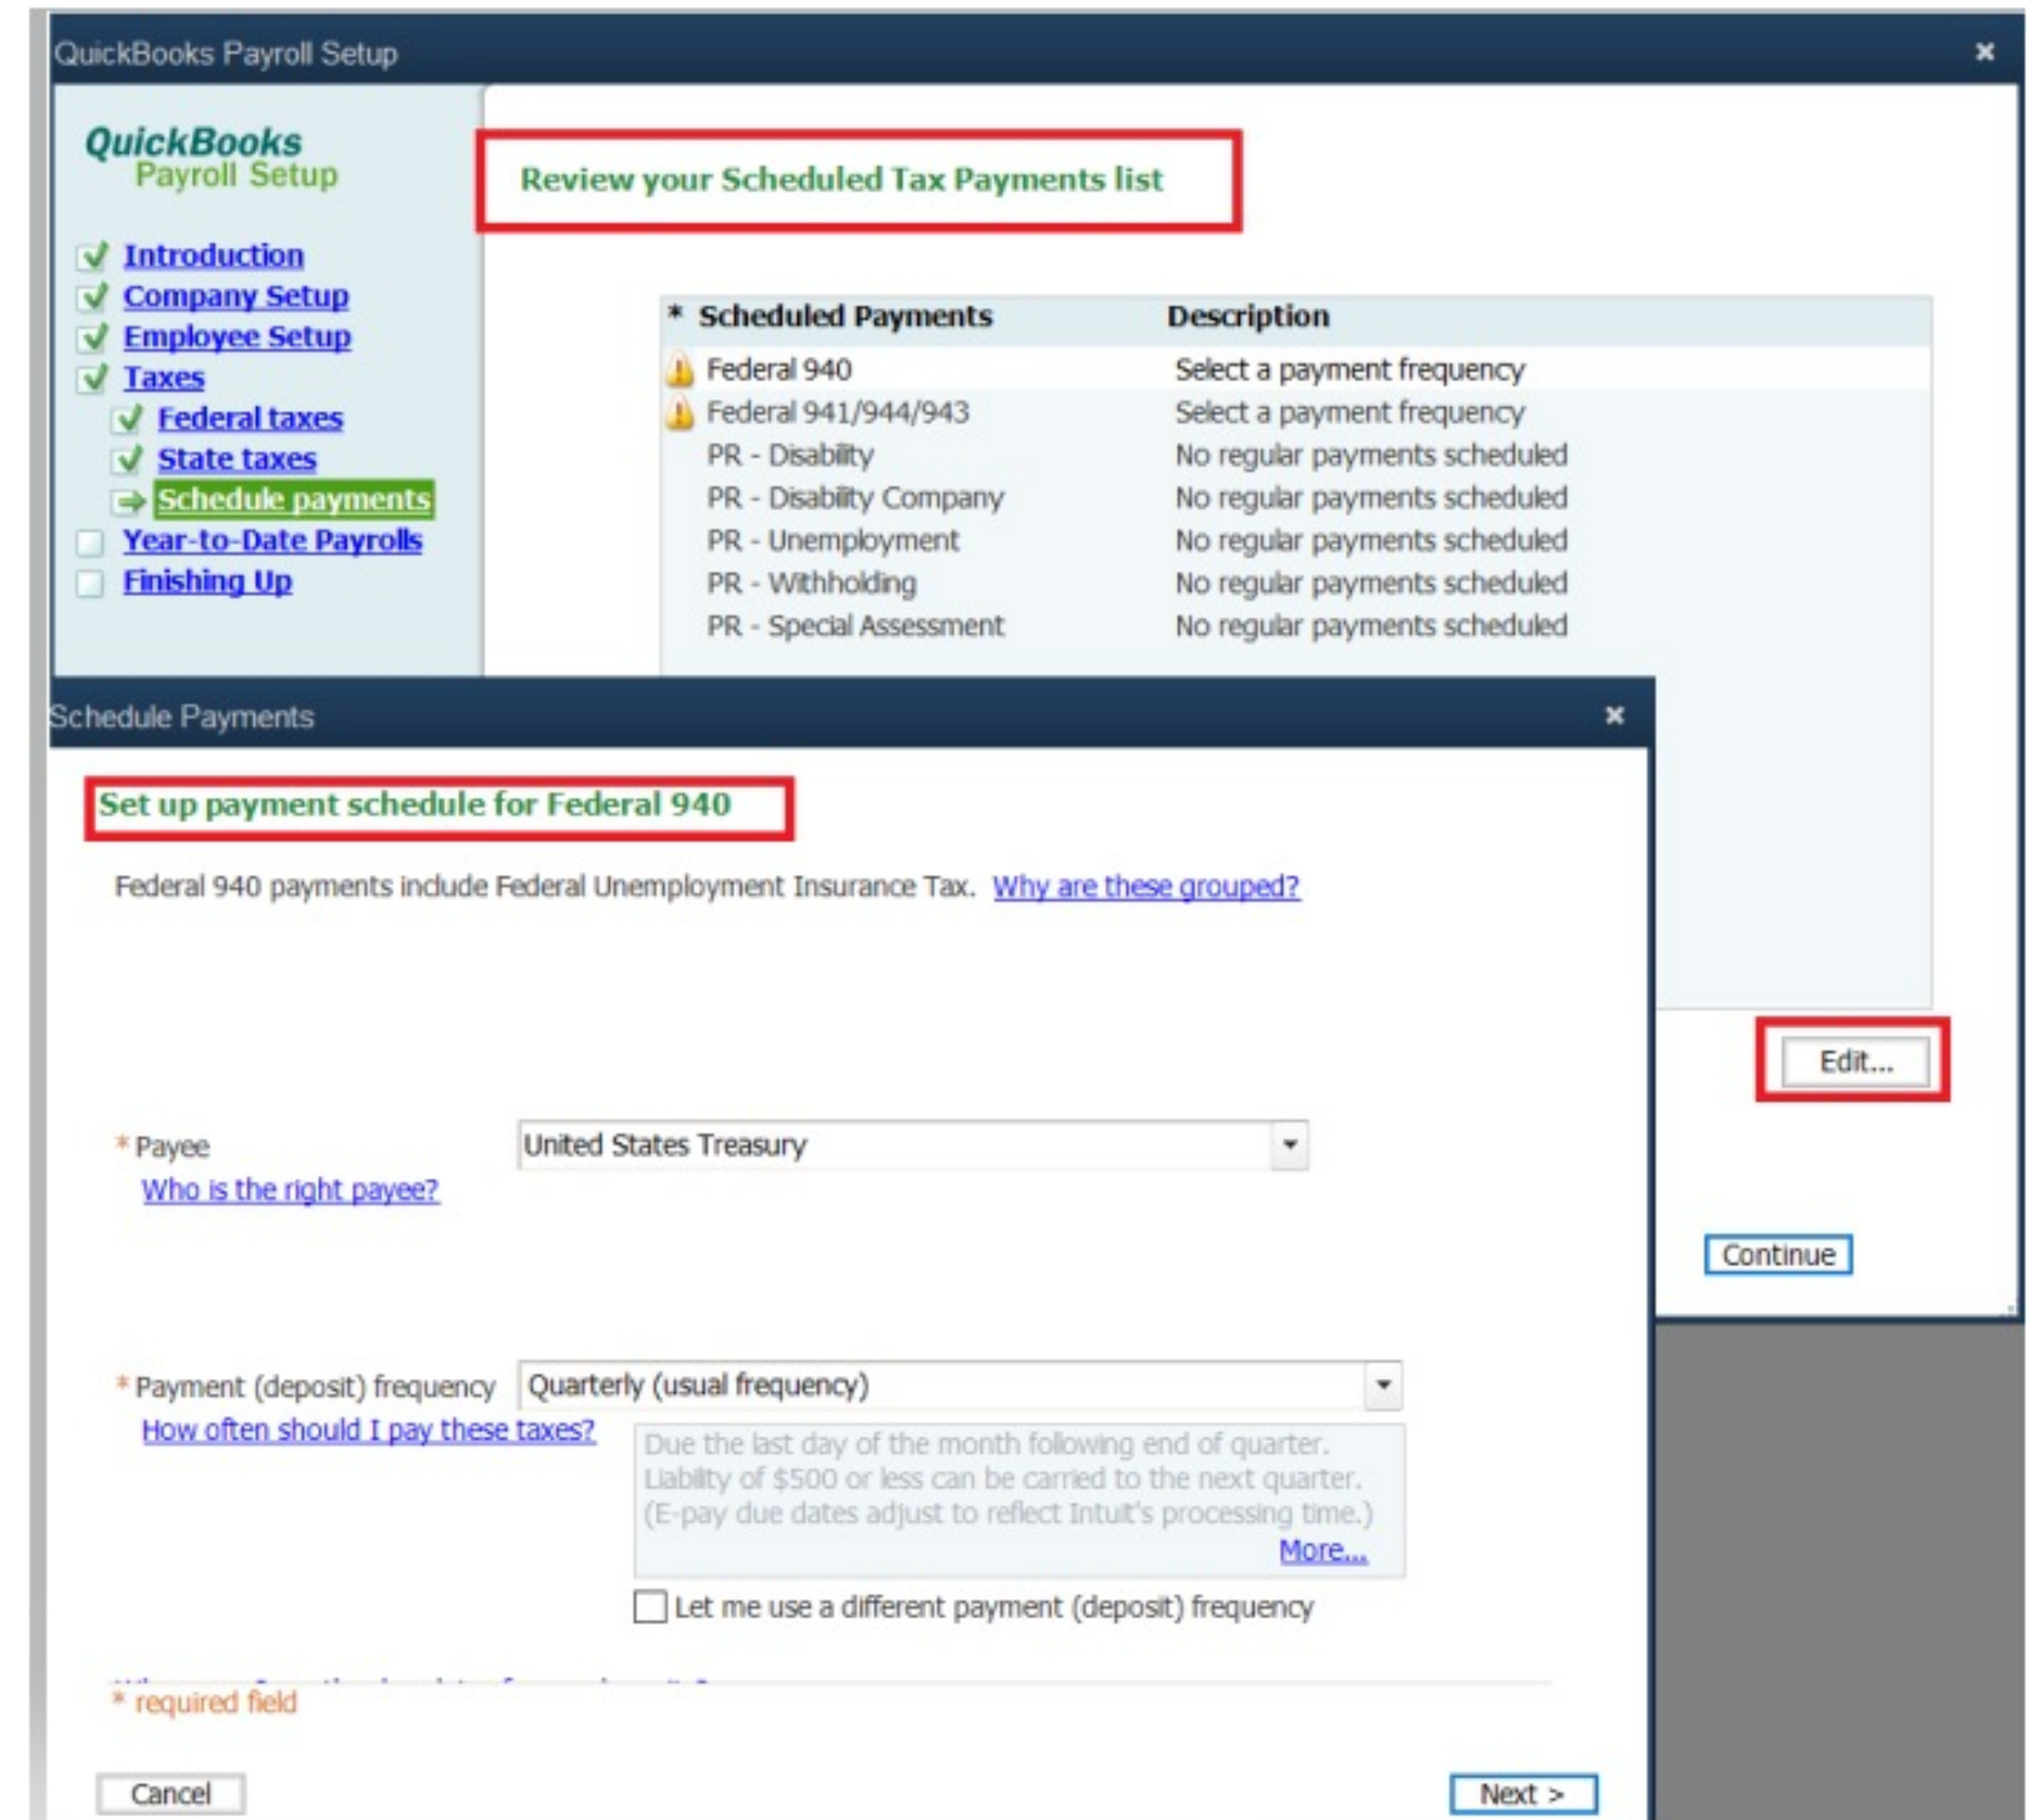 QuickBooks Payroll Setup
QuickBooks
Payroll Setup
Introduction
Company Setup
Employee Setup
Taxes
Federal taxes
State taxes
Schedule payments
Year-to-Date Payrolls
Finishing Up
Review your Scheduled Tax Payments list
* Scheduled Payments Description
Federal 940 Select a payment frequency
Federal 941/944/943 Select a payment frequency
PR - Disability No regular payments scheduled
PR - Disability Company No regular payments scheduled
PR - Unemployment No regular payments scheduled
PR - Withholding No regular payments scheduled
PR - Special Assessment No regular payments scheduled
Edit...
Continue
Schedule Payments
Set up payment schedule for Federal 940
Federal 940 payments include Federal Unemployment Insurance Tax. Why are these grouped?
* Payee United States Treasury
Who is the right payee?
* Payment (deposit) frequency Quarterly (usual frequency)
How often should I pay these taxes?
Due the last day of the month following end of quarter.
Liability of $500 or less can be carried to the next quarter.
(E-pay due dates adjust to reflect Intuit's processing time.)
More...
Let me use a different payment (deposit) frequency
* required field
Cancel
Next >